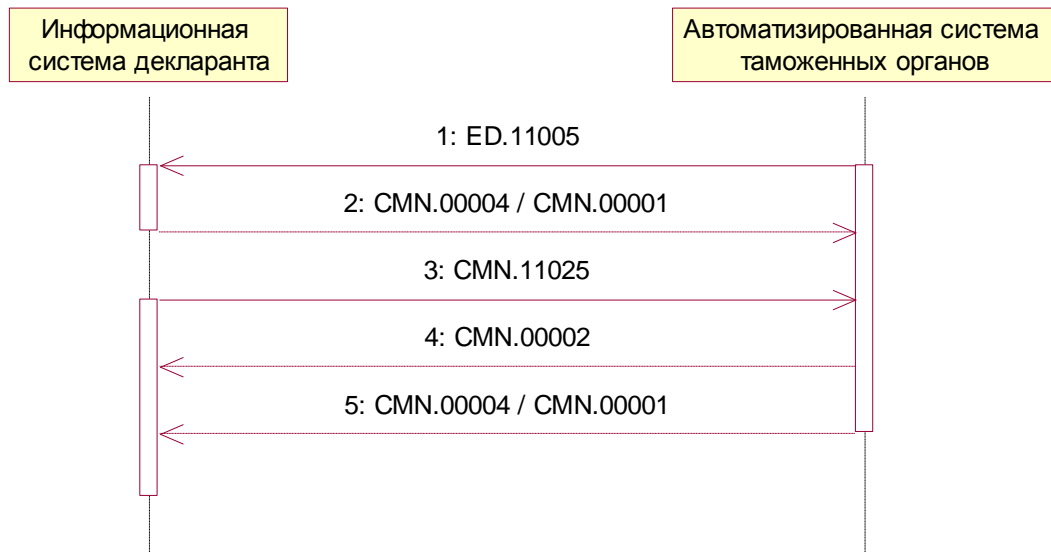 Информационная
система декларанта
Автоматизированная система
таможенных органов
1: ED.11005
2: CMN.00004 / CMN.00001
3: CMN.11025
4: CMN.00002
5: CMN.00004 / CMN.00001